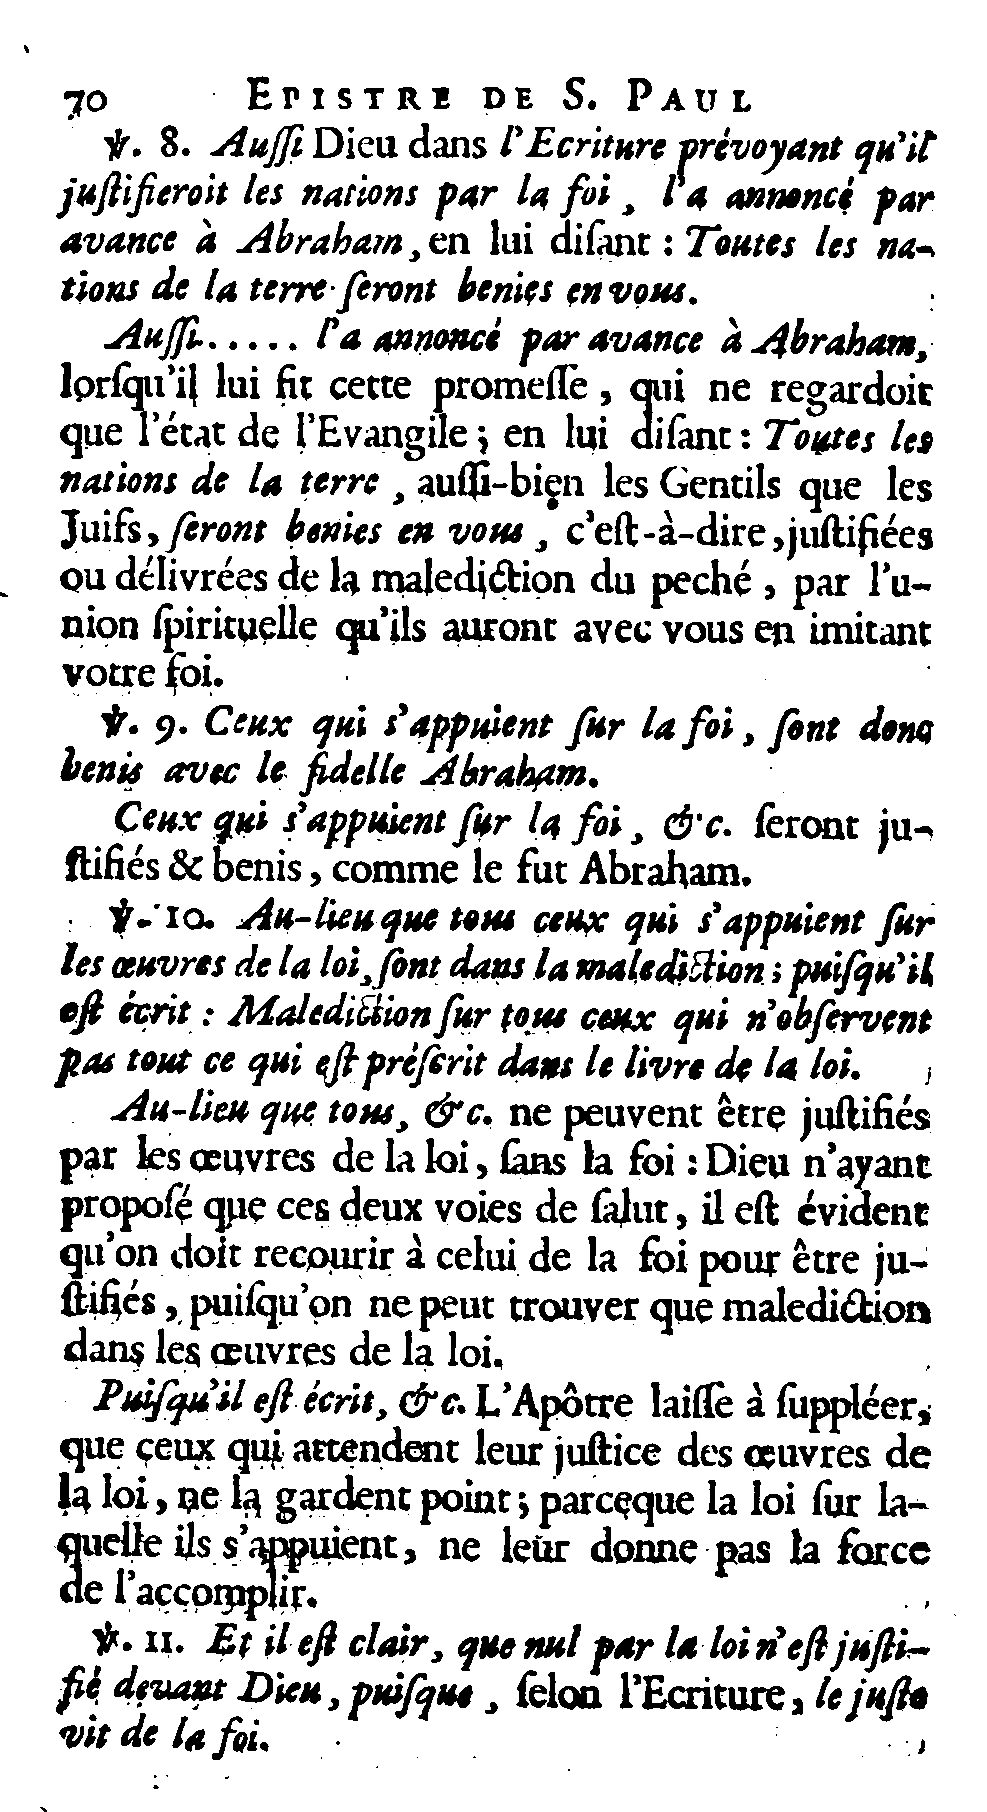 70 EPISTRE DE S. PAUL
℣. 8. Auſſi Dieu dans l'Ecriture prévoyant qu'il
juſtifieroit les nations par la foi, l'a annoncé par
avance à Abraham, en lui diſant : Toutes les na-
tions de la terre ſeront benies en vous.
Auſſi..... l'a annoncé par avance à Abraham,
lorſqu'il lui fit cette promeſſe, qui ne regardoit
que l'état de l'Evangile; en lui diſant : Toutes les
nations de la terre, auſſi-bien les Gentils que les
Juifs, ſeront benies en vous, c'eſt-à-dire, juſtifiées
ou délivrées de la malediction du peché, par l'u-
nion ſpirituelle qu'ils auront avec vous en imitant
votre foi.
℣. 9. Ceux qui s'appuient ſur la foi, ſont donc
benis avec le fidelle Abraham.
Ceux qui s'appuient ſur la foi, &c. ſeront ju-
ſtifiés & benis, comme le fut Abraham.
℣. 10. Au-lieu que tous ceux qui s'appuient ſur
les œuvres de la loi, ſont dans la malediction; puiſqu'il
eſt écrit : Malediction ſur tous ceux qui n'obſervent
pas tout ce qui eſt préſcrit dans le livre de la loi.
Au-lieu que tous, &c. ne peuvent être juſtifiés
par les œuvres de la loi, ſans la foi : Dieu n'ayant
propoſé que ces deux voies de ſalut, il eſt évident
qu'on doit recourir à celui de la foi pour être ju-
ſtifiés, puiſqu'on ne peut trouver que malediction
dans les œuvres de la loi.
Puiſqu'il eſt écrit, &c. L'Apôtre laiſſe à ſuppléer,
que ceux qui attendent leur juſtice des œuvres de
la loi, ne la gardent point; parceque la loi ſur la-
quelle ils s'appuient, ne leur donne pas la force
de l'accomplir.
℣. 11. Et il eſt clair, que nul par la loi n'eſt juſti-
fié devant Dieu, puiſque, ſelon l'Ecriture, le juſte
vit de la foi.